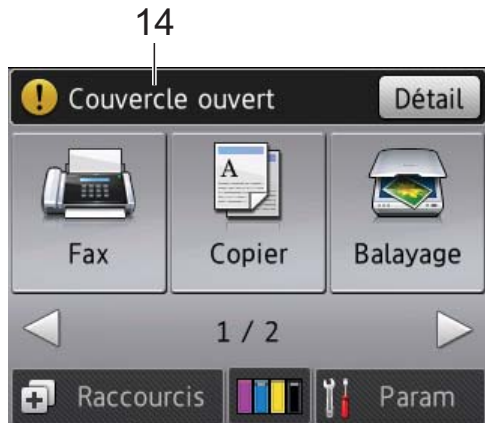 14
Couvercle ouvert
Détail
A
Fax
Copier
Balayage
1 / 2
Raccourcis
Param